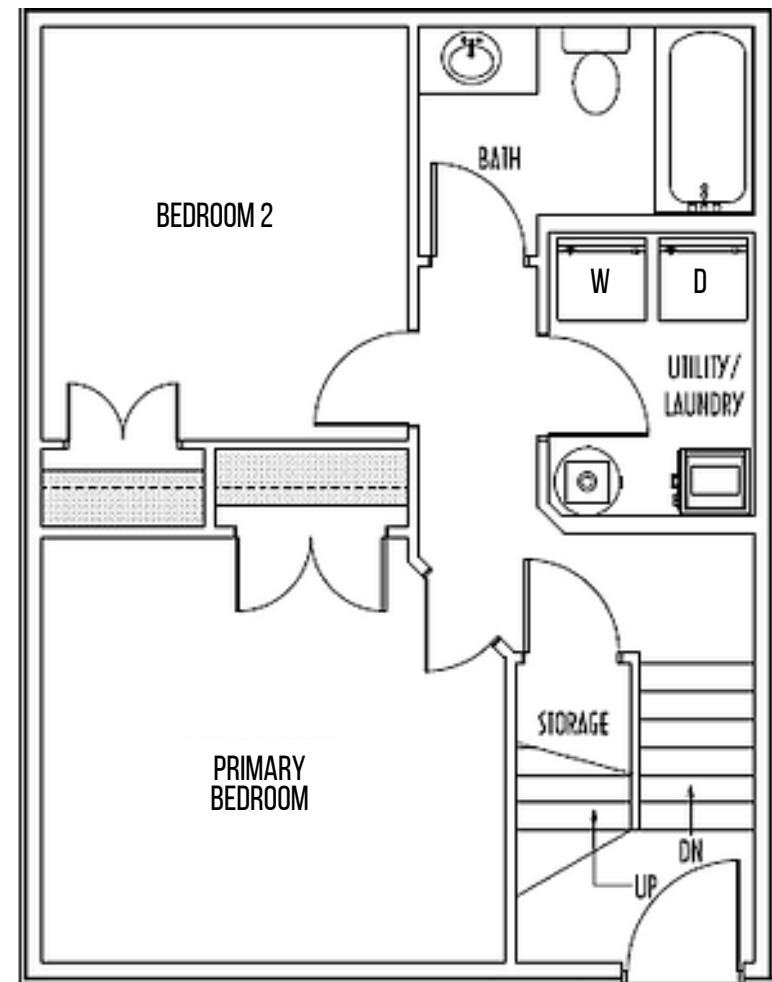 BATH
BEDROOM 2
W
D
UTILITY/
LAUNDRY
STORAGE
PRIMARY
BEDROOM
DN
UP